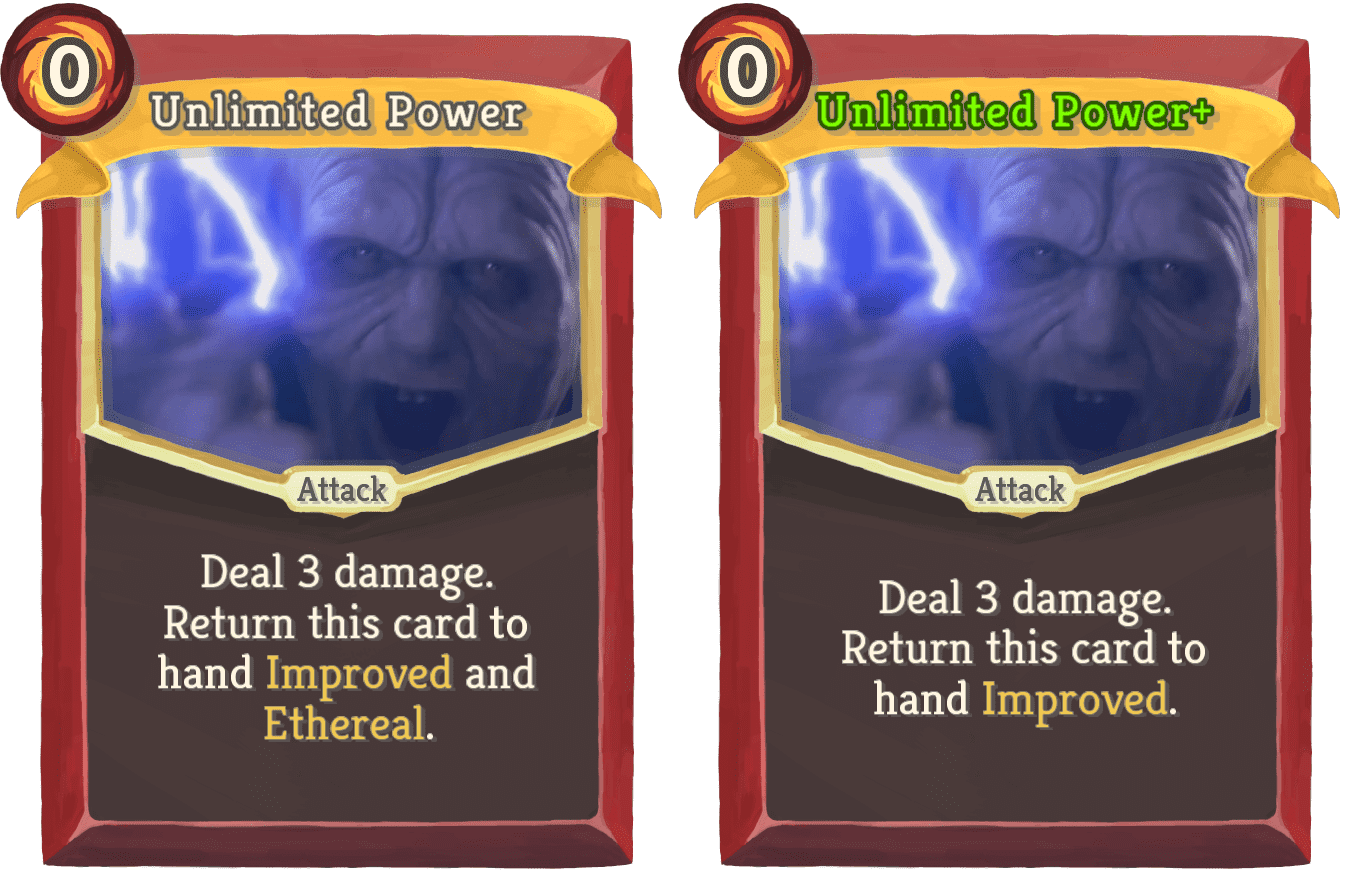 0
Unlimited Power
Attack
Deal 3 damage.
Return this card to
hand Improved and
Ethereal.
0
Unlimited Power+
Attack
Deal 3 damage.
Return this card to
hand Improved.